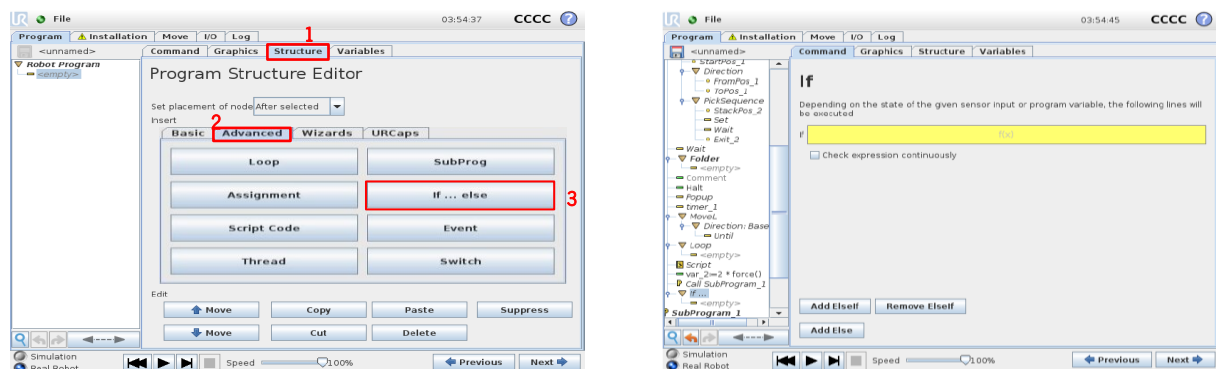 UR File 03:54:37 CCCC ?
Program Installation Move I/O Log
1
<unnamed> Command Graphics Structure Variables
Robot Program
<empty>
Program Structure Editor
Set placement of node After selected
Insert
2
Basic Advanced Wizards URCaps
Loop SubProg
Assignment If ... else 3
Script Code Event
Thread Switch
Edit
Move Copy Paste Suppress
Move Cut Delete
Simulation
Real Robot
Speed 100% Previous Next
UR File 03:54:45 CCCC ?
Program Installation Move I/O Log
<unnamed> Command Graphics Structure Variables
StartPos_1
Direction
FromPos_1
ToPos_1
PickSequence
StackPos_2
Set
Wait
Exit_2
Wait
Folder
<empty>
Comment
Halt
Popup
timer_1
MoveL
Direction: Base
Until
Loop
<empty>
Script
var_2:=2 * force()
Call SubProgram_1
If ...
<empty>
SubProgram_1
If
Depending on the state of the gven sensor input or program variable, the following lines will
be executed
If f(x)
Check expression continuously
Add ElseIf Remove ElseIf
Add Else
Simulation
Real Robot
Speed 100% Previous Next